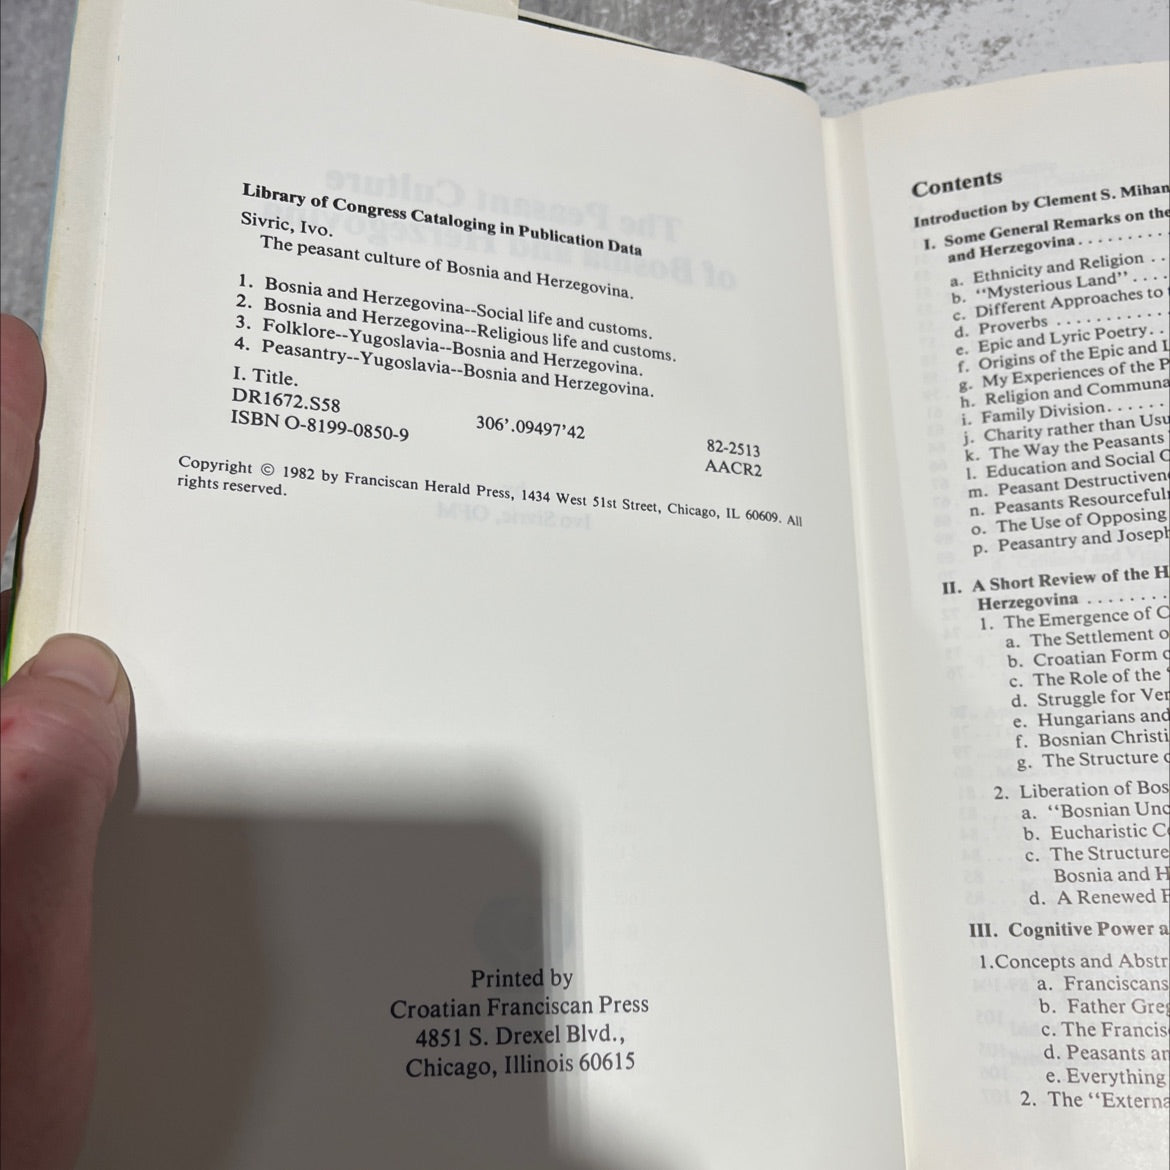 Library of Congress Cataloging in Publication Data
Sivric, Ivo.
The peasant culture of Bosnia and Herzegovina.
1. Bosnia and Herzegovina--Social life and customs.
2. Bosnia and Herzegovina--Religious life and customs.
3. Folklore--Yugoslavia--Bosnia and Herzegovina.
4. Peasantry--Yugoslavia--Bosnia and Herzegovina.
I. Title.
DR1672.S58 306'.09497'42 82-2513
ISBN O-8199-0850-9 AACR2
Copyright © 1982 by Franciscan Herald Press, 1434 West 51st Street, Chicago, IL 60609. All
rights reserved.
Printed by
Croatian Franciscan Press
4851 S. Drexel Blvd.,
Chicago, Illinois 60615
Contents
Introduction by Clement S. Mihan
I. Some General Remarks on the
and Herzegovina..........
a. Ethnicity and Religion ..
b. “Mysterious Land” ....
c. Different Approaches to
d. Proverbs ..........
e. Epic and Lyric Poetry..
f. Origins of the Epic and L
g. My Experiences of the P
h. Religion and Communa
i. Family Division......
j. Charity rather than Usu
k. The Way the Peasants
l. Education and Social C
m. Peasant Destructiven
n. Peasants Resourceful
o. The Use of Opposing
p. Peasantry and Joseph
II. A Short Review of the H
Herzegovina ........
1. The Emergence of C
a. The Settlement o
b. Croatian Form o
c. The Role of the
d. Struggle for Ver
e. Hungarians and
f. Bosnian Christi
g. The Structure o
2. Liberation of Bos
a. “Bosnian Unc
b. Eucharistic C
c. The Structure
Bosnia and H
d. A Renewed F
III. Cognitive Power a
1.Concepts and Abstr
a. Franciscans
b. Father Greg
c. The Francis
d. Peasants an
e. Everything
2. The “Externa